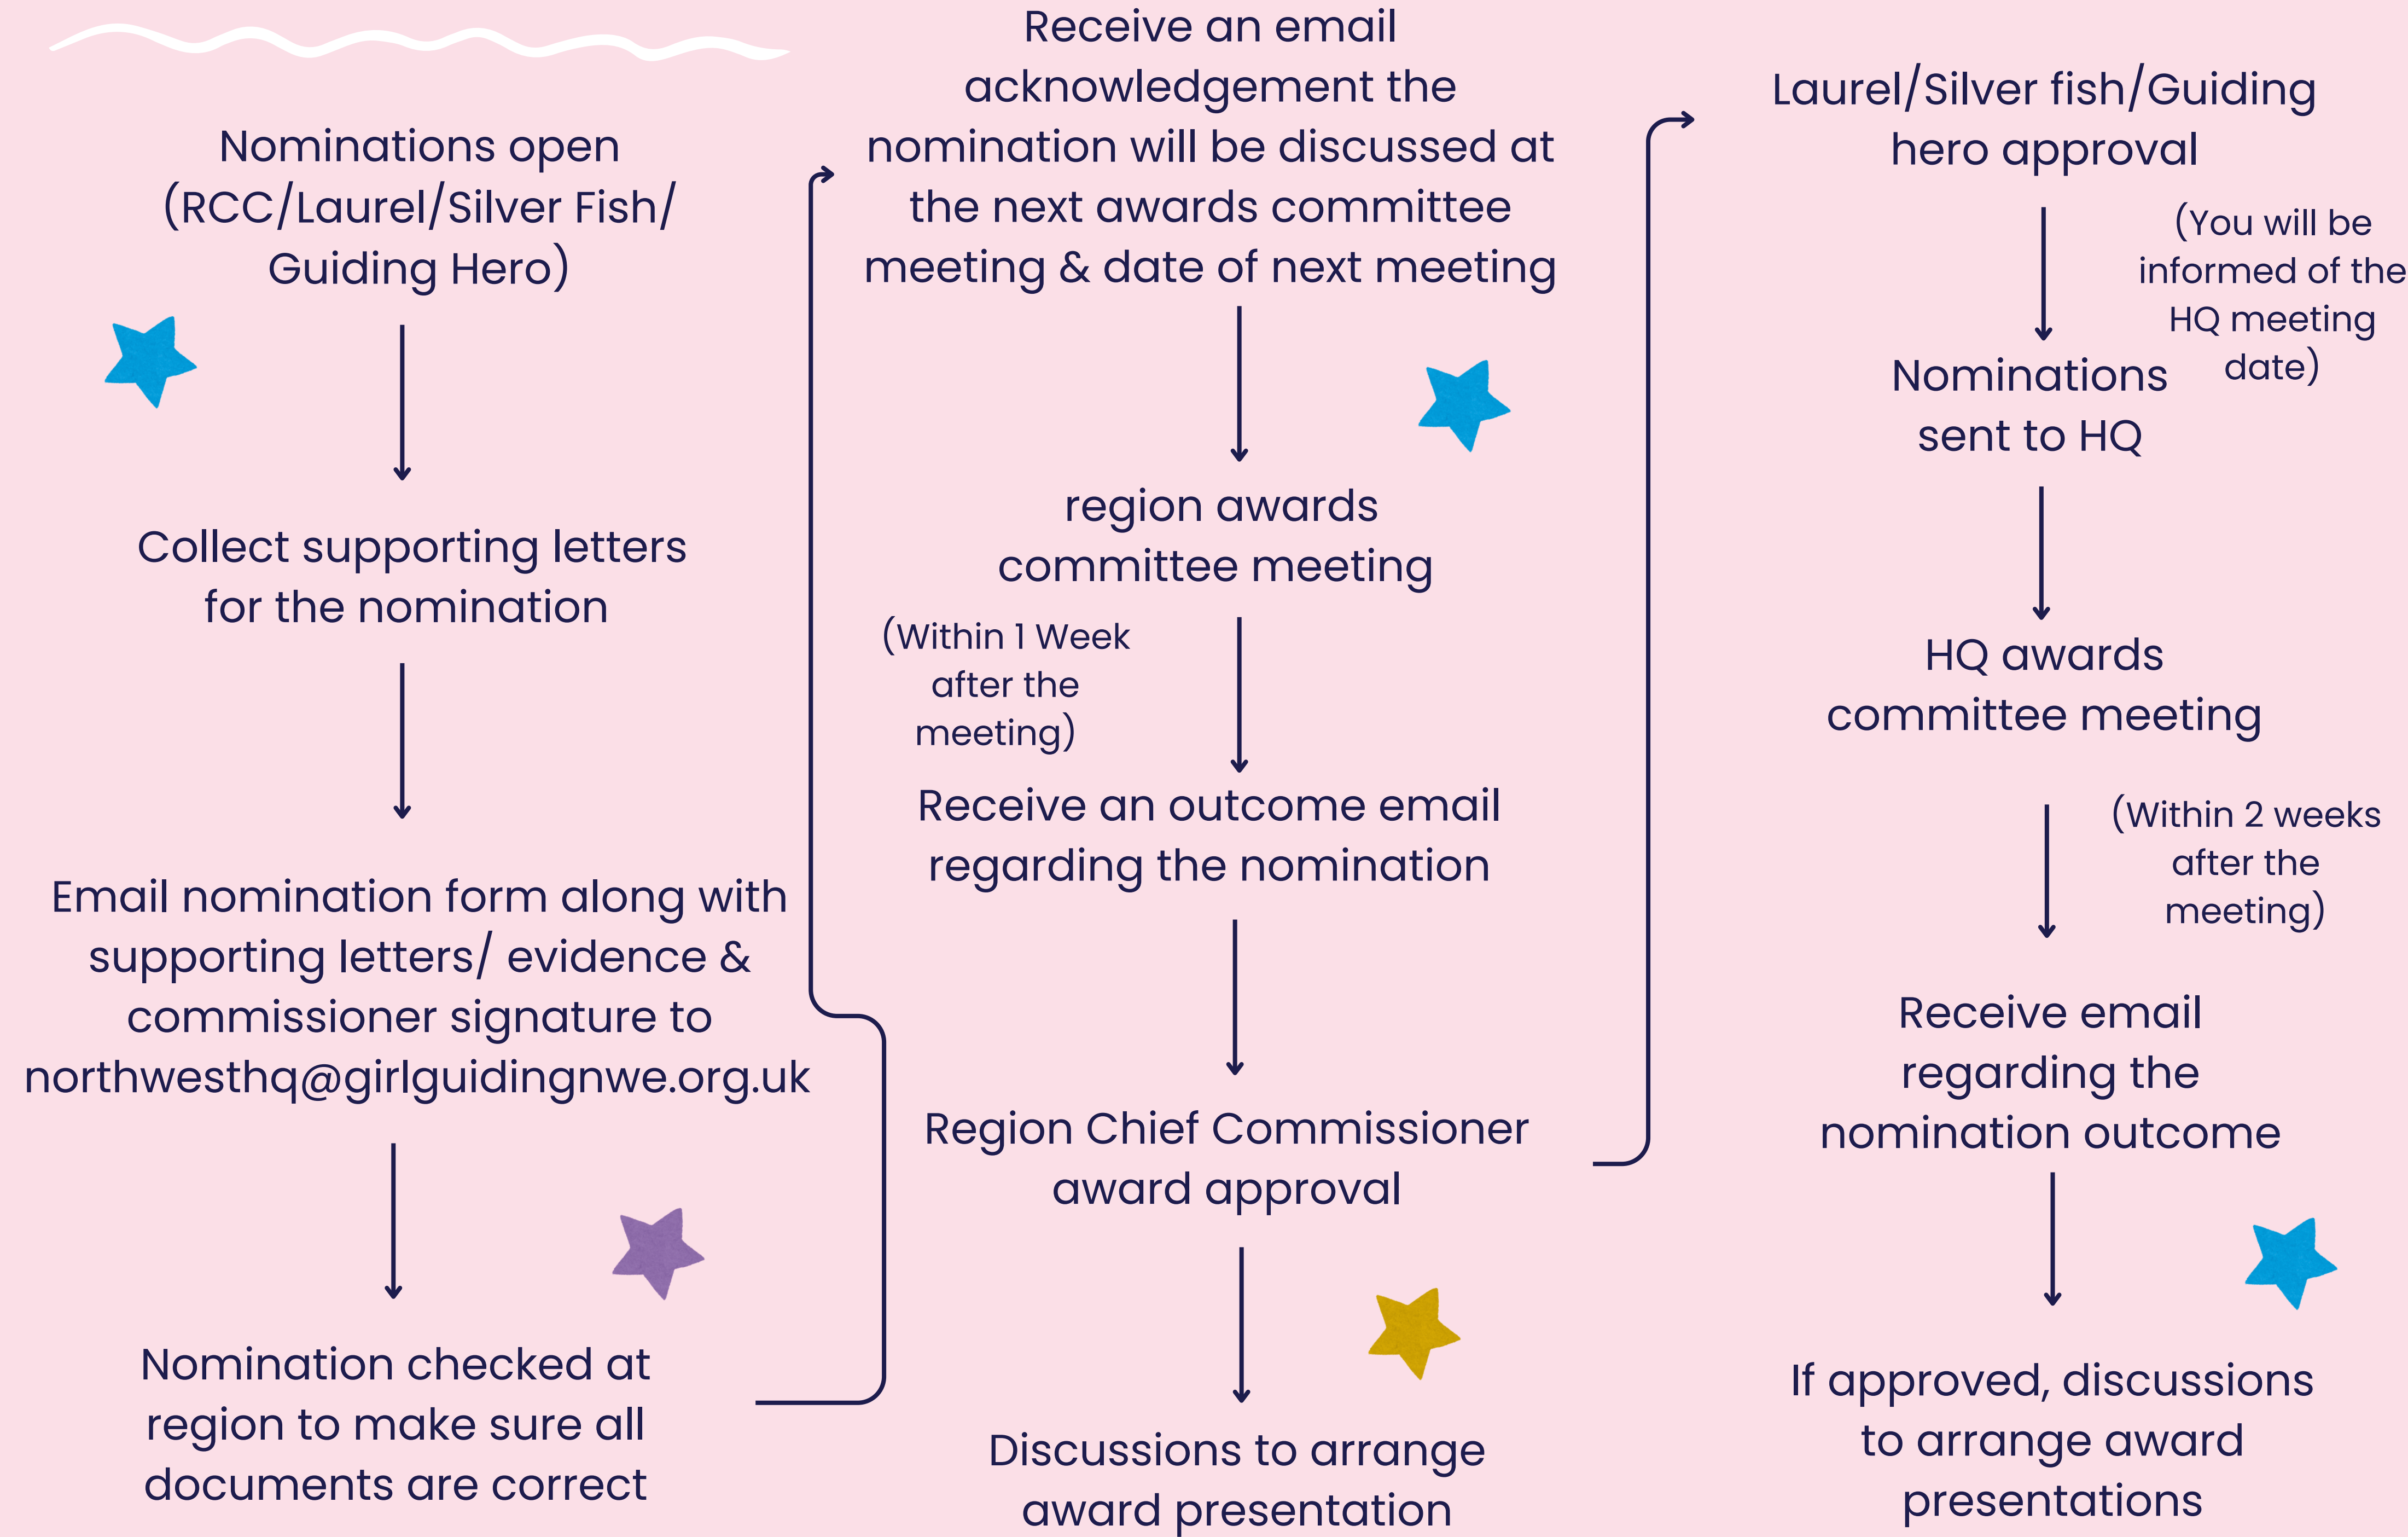 Nominations open
(RCC/Laurel/Silver Fish/
Guiding Hero)
Collect supporting letters
for the nomination
Email nomination form along with
supporting letters/ evidence &
commissioner signature to
northwesthq@girlguidingnwe.org.uk
Nomination checked at
region to make sure all
documents are correct
Receive an email
acknowledgement the
nomination will be discussed at
the next awards committee
meeting & date of next meeting
region awards
committee meeting
(Within 1 Week
after the
meeting)
Receive an outcome email
regarding the nomination
Region Chief Commissioner
award approval
Discussions to arrange
award presentation
Laurel/Silver fish/Guiding
hero approval
(You will be
informed of the
HQ meeting
date)
Nominations
sent to HQ
HQ awards
committee meeting
(Within 2 weeks
after the
meeting)
Receive email
regarding the
nomination outcome
If approved, discussions
to arrange award
presentations